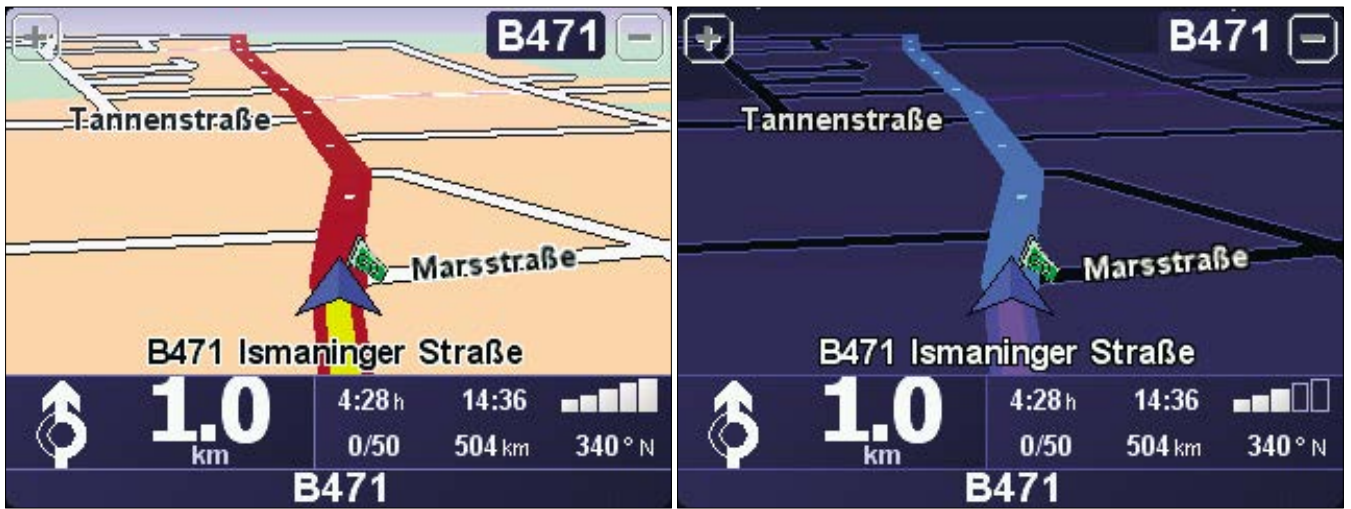 B471
Tannenstraße
Marsstraße
B471 Ismaninger Straße
1.0 km
4:28 h 14:36
0/50 504 km 340° N
B471
B471
Tannenstraße
Marsstraße
B471 Ismaninger Straße
1.0 km
4:28 h 14:36
0/50 504 km 340° N
B471